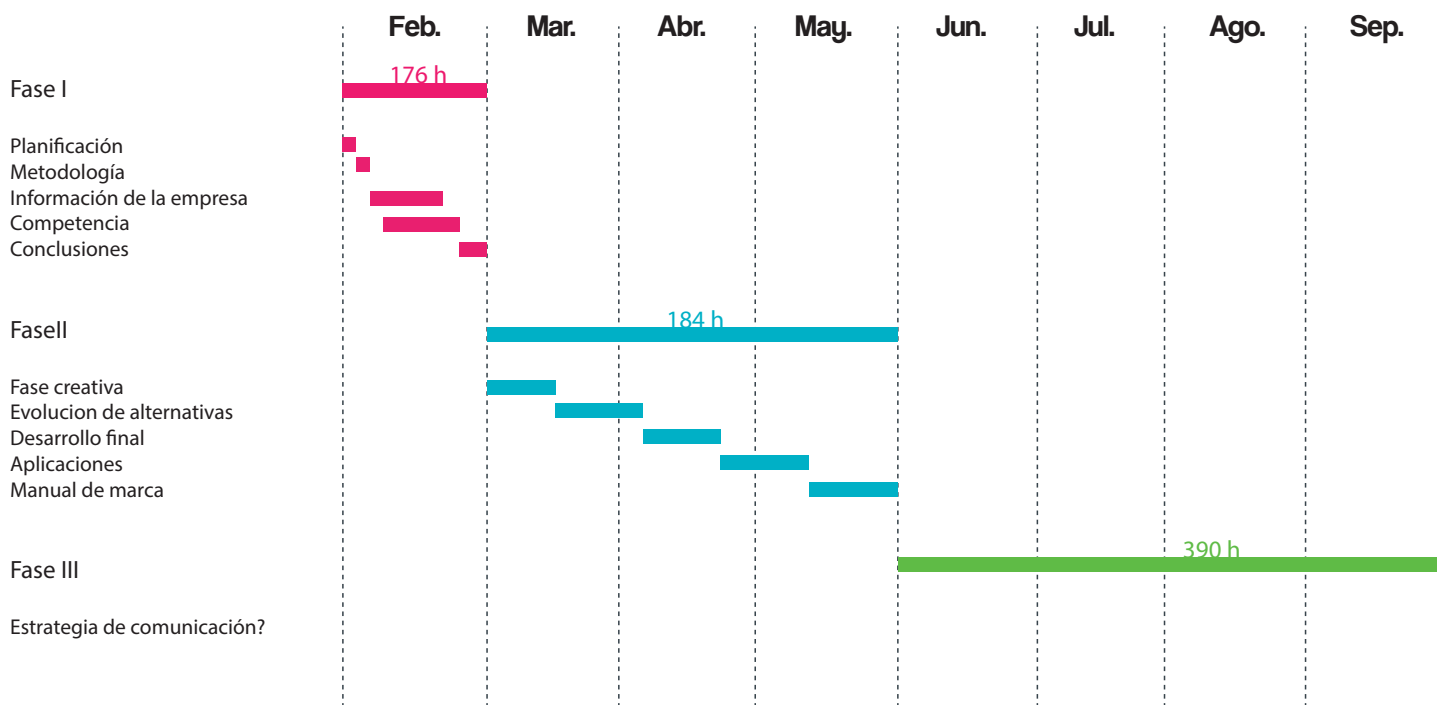 Feb. Mar. Abr. May. Jun. Jul. Ago. Sep.
176 h
Fase I
Planificación
Metodología
Información de la empresa
Competencia
Conclusiones
184 h
FaseII
Fase creativa
Evolucion de alternativas
Desarrollo final
Aplicaciones
Manual de marca
390 h
Fase III
Estrategia de comunicación?